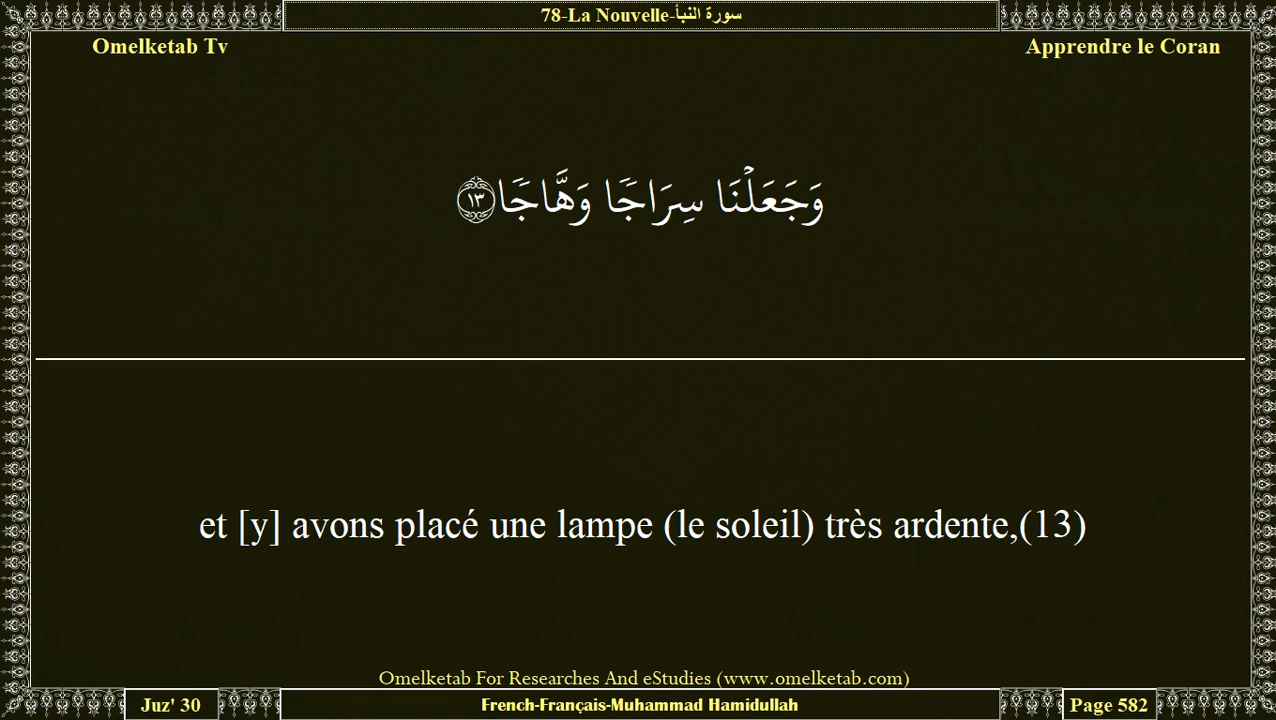 78-La Nouvelle-سورة النبأ
Omelketab Tv
Apprendre le Coran
وَجَعَلۡنَا سِرَاجٗا وَهَّاجٗا ١٣
et [y] avons placé une lampe (le soleil) très ardente,(13)
Omelketab For Researches And eStudies (www.omelketab.com)
Juz' 30
French-Français-Muhammad Hamidullah
Page 582